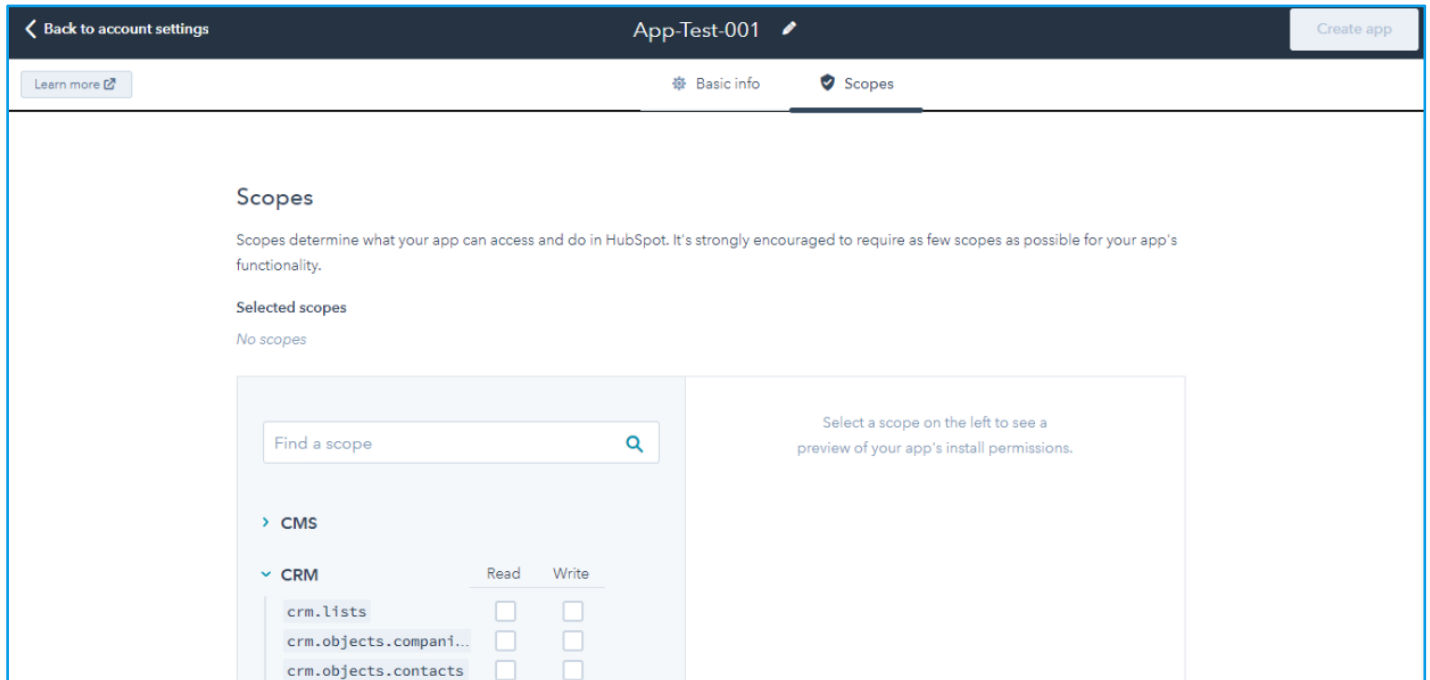 Back to account settings
App-Test-001
Create app
Learn more
Basic info
Scopes
Scopes
Scopes determine what your app can access and do in HubSpot. It's strongly encouraged to require as few scopes as possible for your app's
functionality.
Selected scopes
No scopes
Find a scope
Select a scope on the left to see a
preview of your app's install permissions.
CMS
CRM Read Write
crm.lists
crm.objects.compani...
crm.objects.contacts